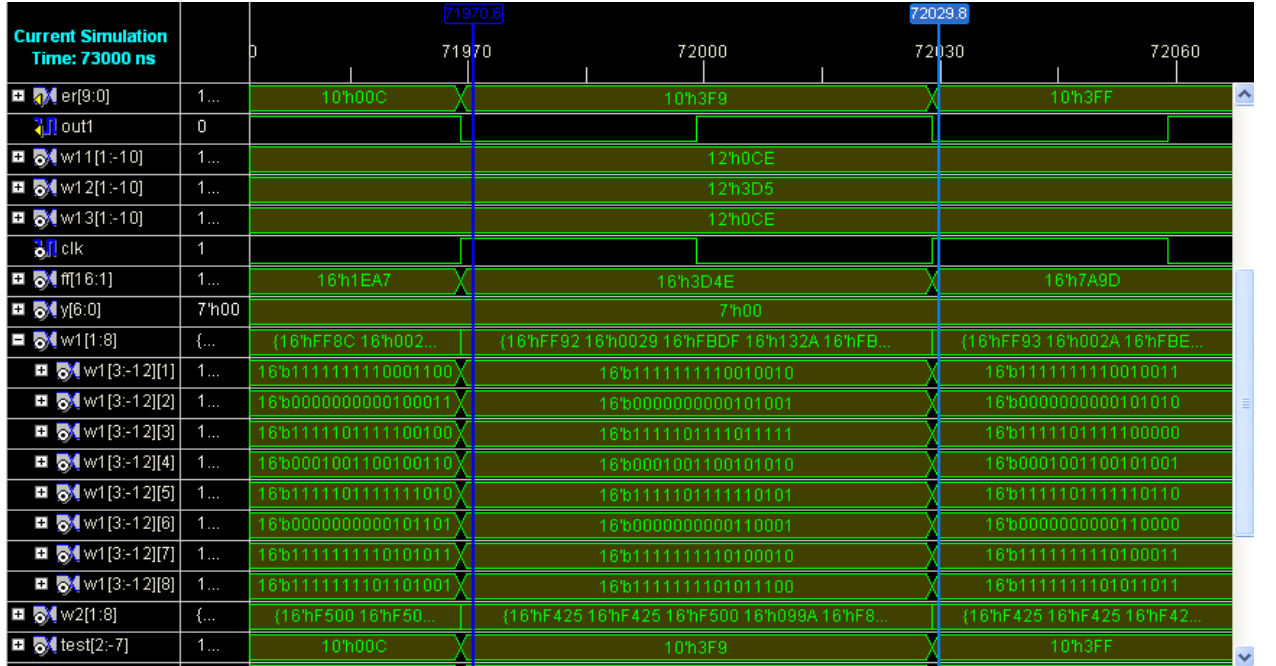 71970.6 72029.8
Current Simulation
Time: 73000 ns
0 71970 72000 72030 72060
er[9:0] 1... 10'h00C 10'h3F9 10'h3FF
out1 0
w11[1:-10] 1... 12'h0CE
w12[1:-10] 1... 12'h3D5
w13[1:-10] 1... 12'h0CE
clk 1
ff[16:1] 1... 16'h1EA7 16'h3D4E 16'h7A9D
y[6:0] 7'h00 7'h00
w1[1:8] {... {16'hFF8C 16'h002... {16'hFF92 16'h0029 16'hFBDF 16'h132A 16'hFB... {16'hFF93 16'h002A 16'hFBE...
w1[3:-12][1] 1... 16'b1111111110001100 16'b1111111110010010 16'b1111111110010011
w1[3:-12][2] 1... 16'b0000000000100011 16'b0000000000101001 16'b0000000000101010
w1[3:-12][3] 1... 16'b1111101111100100 16'b1111101111011111 16'b1111101111100000
w1[3:-12][4] 1... 16'b0001001100100110 16'b0001001100101010 16'b0001001100101001
w1[3:-12][5] 1... 16'b1111101111111010 16'b1111101111110101 16'b1111101111110110
w1[3:-12][6] 1... 16'b0000000000101101 16'b0000000000110001 16'b0000000000110000
w1[3:-12][7] 1... 16'b1111111110101011 16'b1111111110100010 16'b1111111110100011
w1[3:-12][8] 1... 16'b1111111101101001 16'b1111111101011100 16'b1111111101011011
w2[1:8] {... {16'hF500 16'hF50... {16'hF425 16'hF425 16'hF500 16'h099A 16'hF8... {16'hF425 16'hF425 16'hF42...
test[2:-7] 1... 10'h00C 10'h3F9 10'h3FF